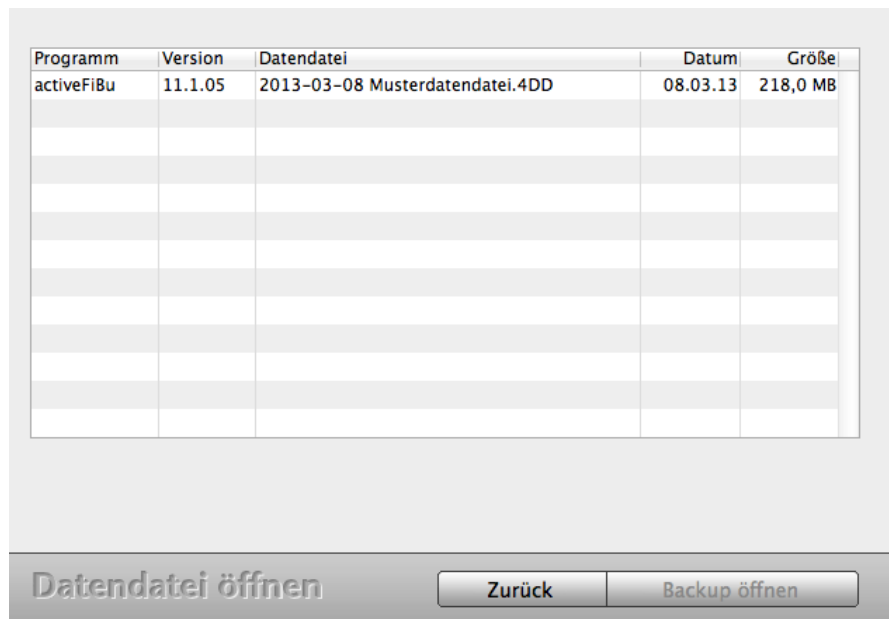 Programm Version Datendatei Datum Größe
activeFiBu 11.1.05 2013-03-08 Musterdatendatei.4DD 08.03.13 218,0 MB
Datendatei öffnen Zurück Backup öffnen